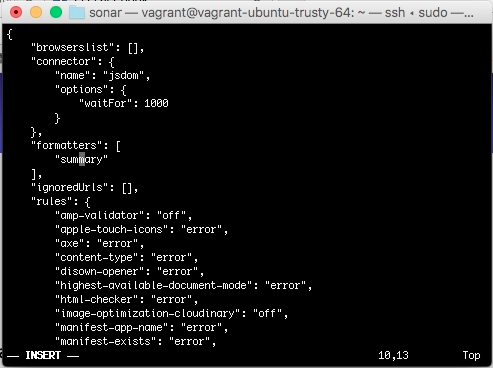 sonar — vagrant@vagrant-ubuntu-trusty-64: ~ — ssh ‹ sudo —...
{
    "browserslist": [],
    "connector": {
        "name": "jsdom",
        "options": {
            "waitFor": 1000
        }
    },
    "formatters": [
        "summary"
    ],
    "ignoredUrls": [],
    "rules": {
        "amp-validator": "off",
        "apple-touch-icons": "error",
        "axe": "error",
        "content-type": "error",
        "disown-opener": "error",
        "highest-available-document-mode": "error",
        "html-checker": "error",
        "image-optimization-cloudinary": "off",
        "manifest-app-name": "error",
        "manifest-exists": "error",
-- INSERT -- 10,13 Top